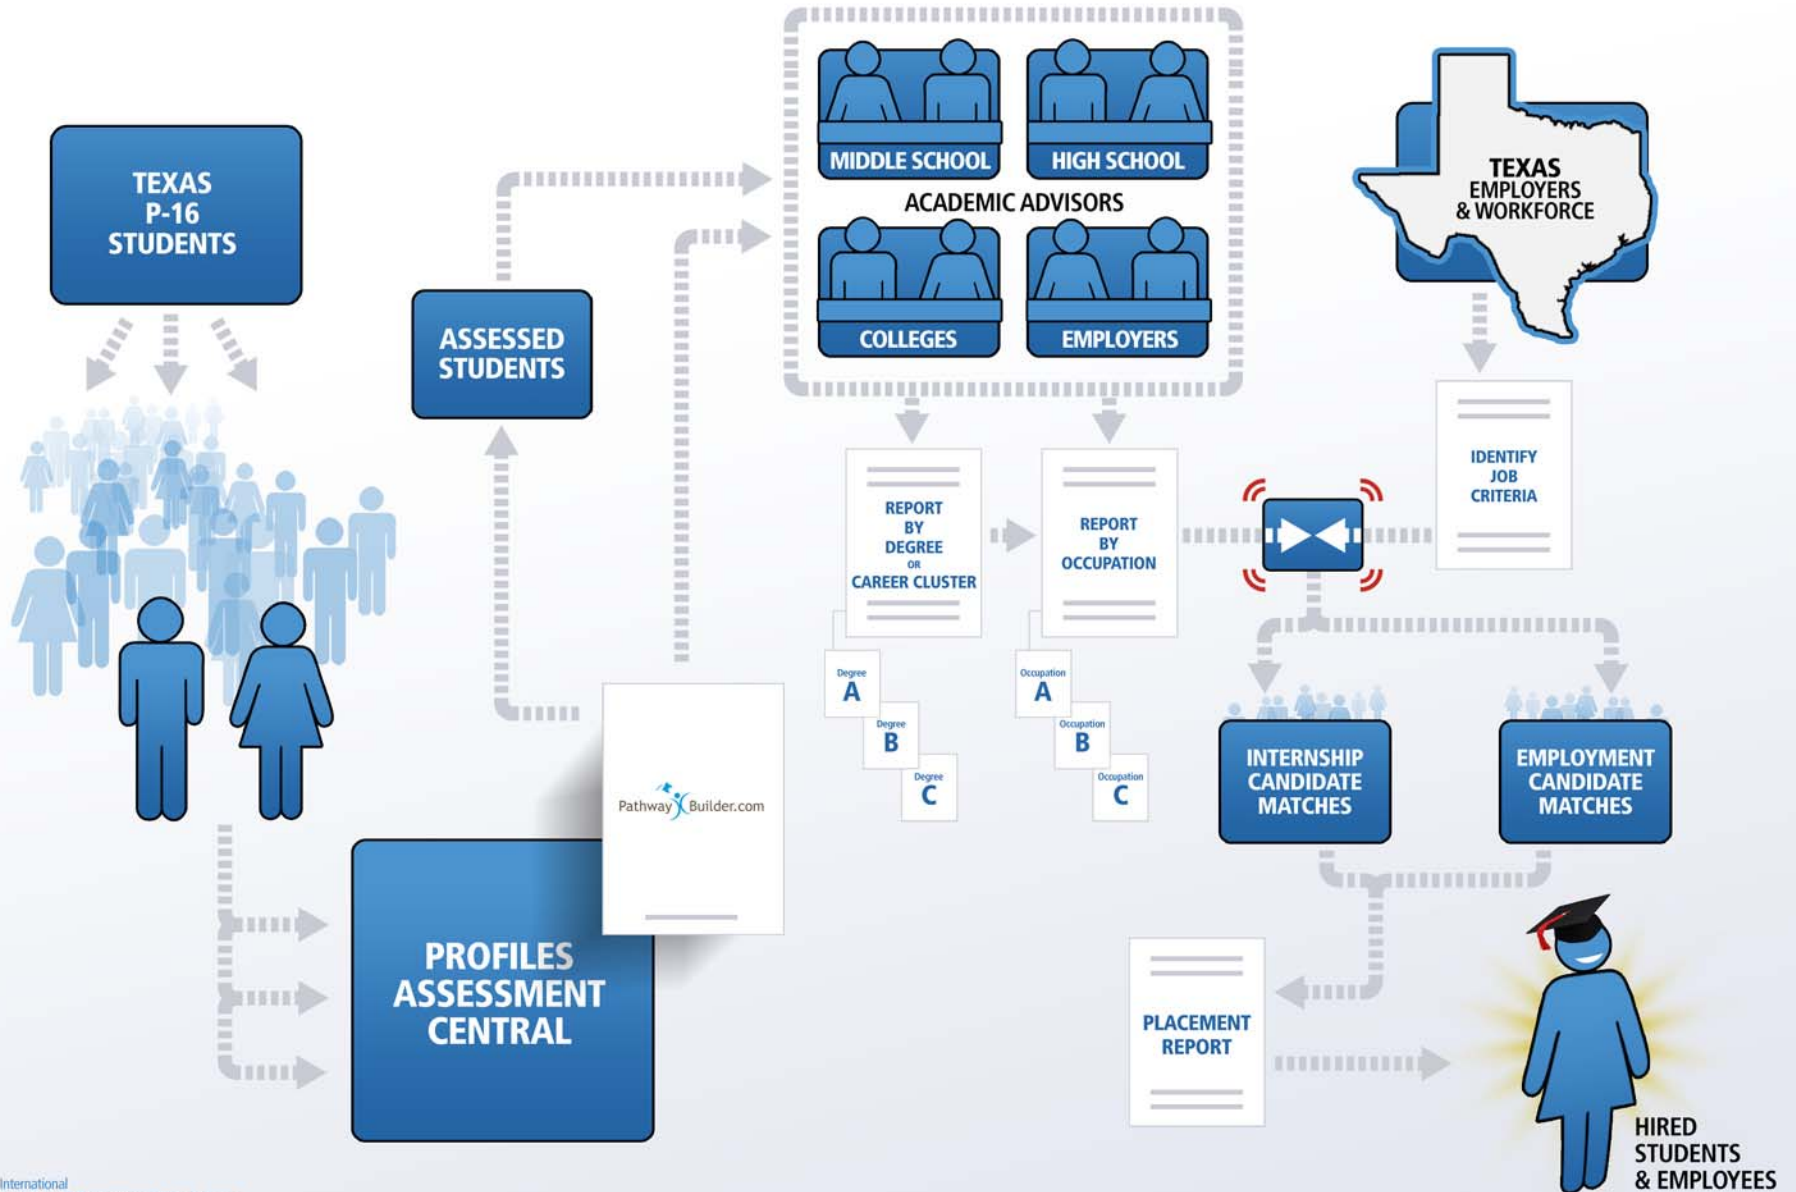 TEXAS
P-16
STUDENTS
ASSESSED
STUDENTS
MIDDLE SCHOOL
HIGH SCHOOL
ACADEMIC ADVISORS
COLLEGES
EMPLOYERS
TEXAS
EMPLOYERS
& WORKFORCE
IDENTIFY
JOB
CRITERIA
REPORT
BY
DEGREE
OR
CAREER CLUSTER
REPORT
BY
OCCUPATION
Degree
A
Degree
B
Degree
C
Occupation
A
Occupation
B
Occupation
C
INTERNSHIP
CANDIDATE
MATCHES
EMPLOYMENT
CANDIDATE
MATCHES
Pathway Builder.com
PROFILES
ASSESSMENT
CENTRAL
PLACEMENT
REPORT
HIRED
STUDENTS
& EMPLOYEES
International